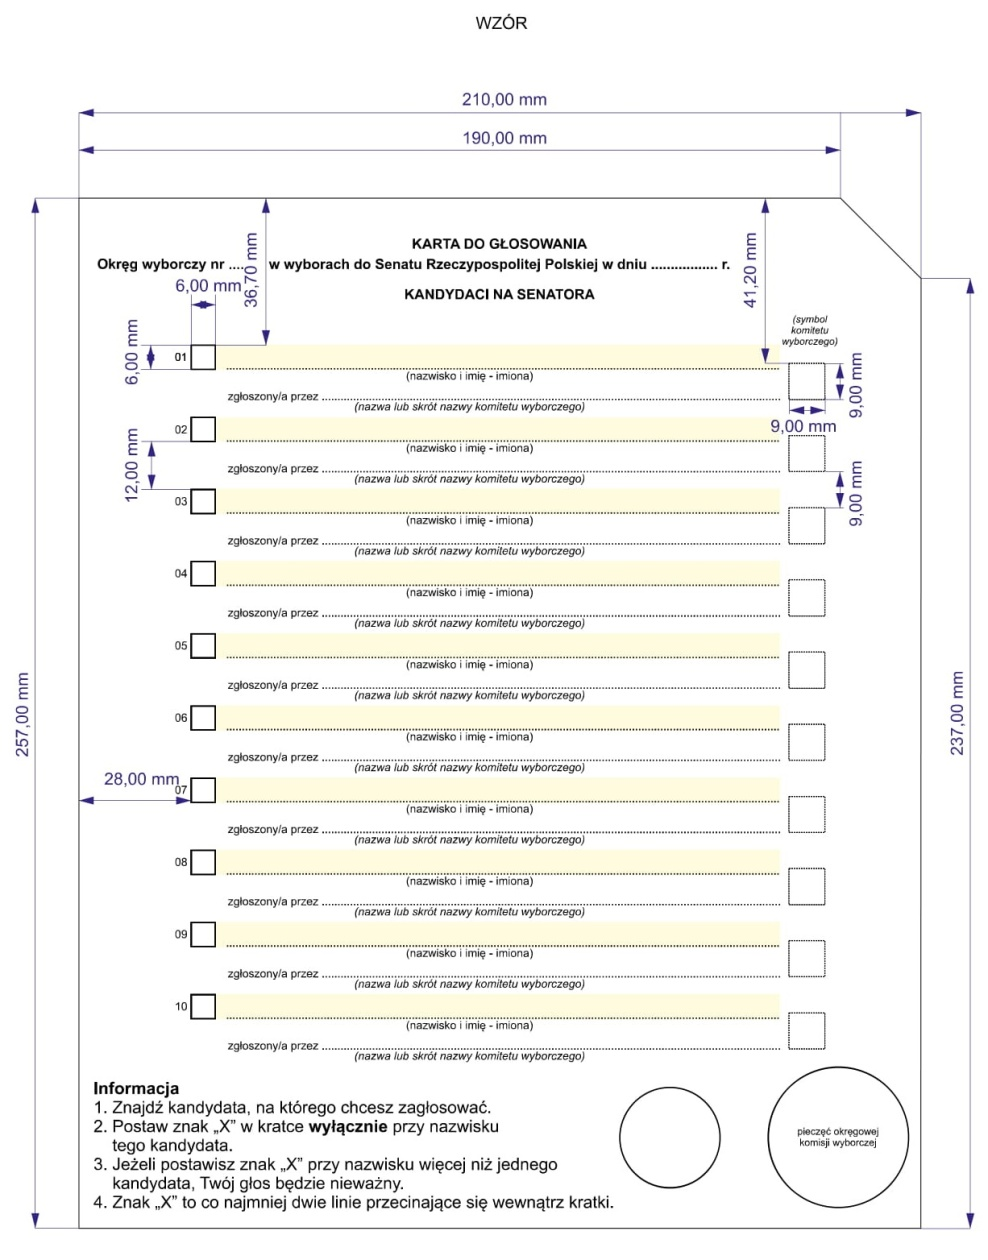 WZÓR
210,00 mm
190,00 mm
36,70 mm
41,20 mm
KARTA DO GŁOSOWANIA
Okręg wyborczy nr .... w wyborach do Senatu Rzeczypospolitej Polskiej w dniu .................. r.
6,00 mm
KANDYDACI NA SENATORA
(symbol
komitetu
wyborczego)
6,00 mm
01
(nazwisko i imię - imiona)
zgłoszony/a przez
(nazwa lub skrót nazwy komitetu wyborczego)
9,00 mm
9,00 mm
02
(nazwisko i imię - imiona)
zgłoszony/a przez
(nazwa lub skrót nazwy komitetu wyborczego)
12,00 mm
9,00 mm
03
(nazwisko i imię - imiona)
zgłoszony/a przez
(nazwa lub skrót nazwy komitetu wyborczego)
04
(nazwisko i imię - imiona)
zgłoszony/a przez
(nazwa lub skrót nazwy komitetu wyborczego)
05
(nazwisko i imię - imiona)
zgłoszony/a przez
(nazwa lub skrót nazwy komitetu wyborczego)
257,00 mm
237,00 mm
06
(nazwisko i imię - imiona)
zgłoszony/a przez
(nazwa lub skrót nazwy komitetu wyborczego)
28,00 mm
07
(nazwisko i imię - imiona)
zgłoszony/a przez
(nazwa lub skrót nazwy komitetu wyborczego)
08
(nazwisko i imię - imiona)
zgłoszony/a przez
(nazwa lub skrót nazwy komitetu wyborczego)
09
(nazwisko i imię - imiona)
zgłoszony/a przez
(nazwa lub skrót nazwy komitetu wyborczego)
10
(nazwisko i imię - imiona)
zgłoszony/a przez
(nazwa lub skrót nazwy komitetu wyborczego)
Informacja
1. Znajdź kandydata, na którego chcesz zagłosować.
2. Postaw znak „X” w kratce wyłącznie przy nazwisku
tego kandydata.
3. Jeżeli postawisz znak „X” przy nazwisku więcej niż jednego
kandydata, Twój głos będzie nieważny.
4. Znak „X” to co najmniej dwie linie przecinające się wewnątrz kratki.
pieczęć okręgowej
komisji wyborczej